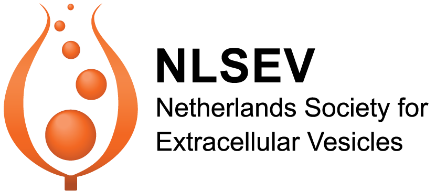 NLSEV
Netherlands Society for
Extracellular Vesicles